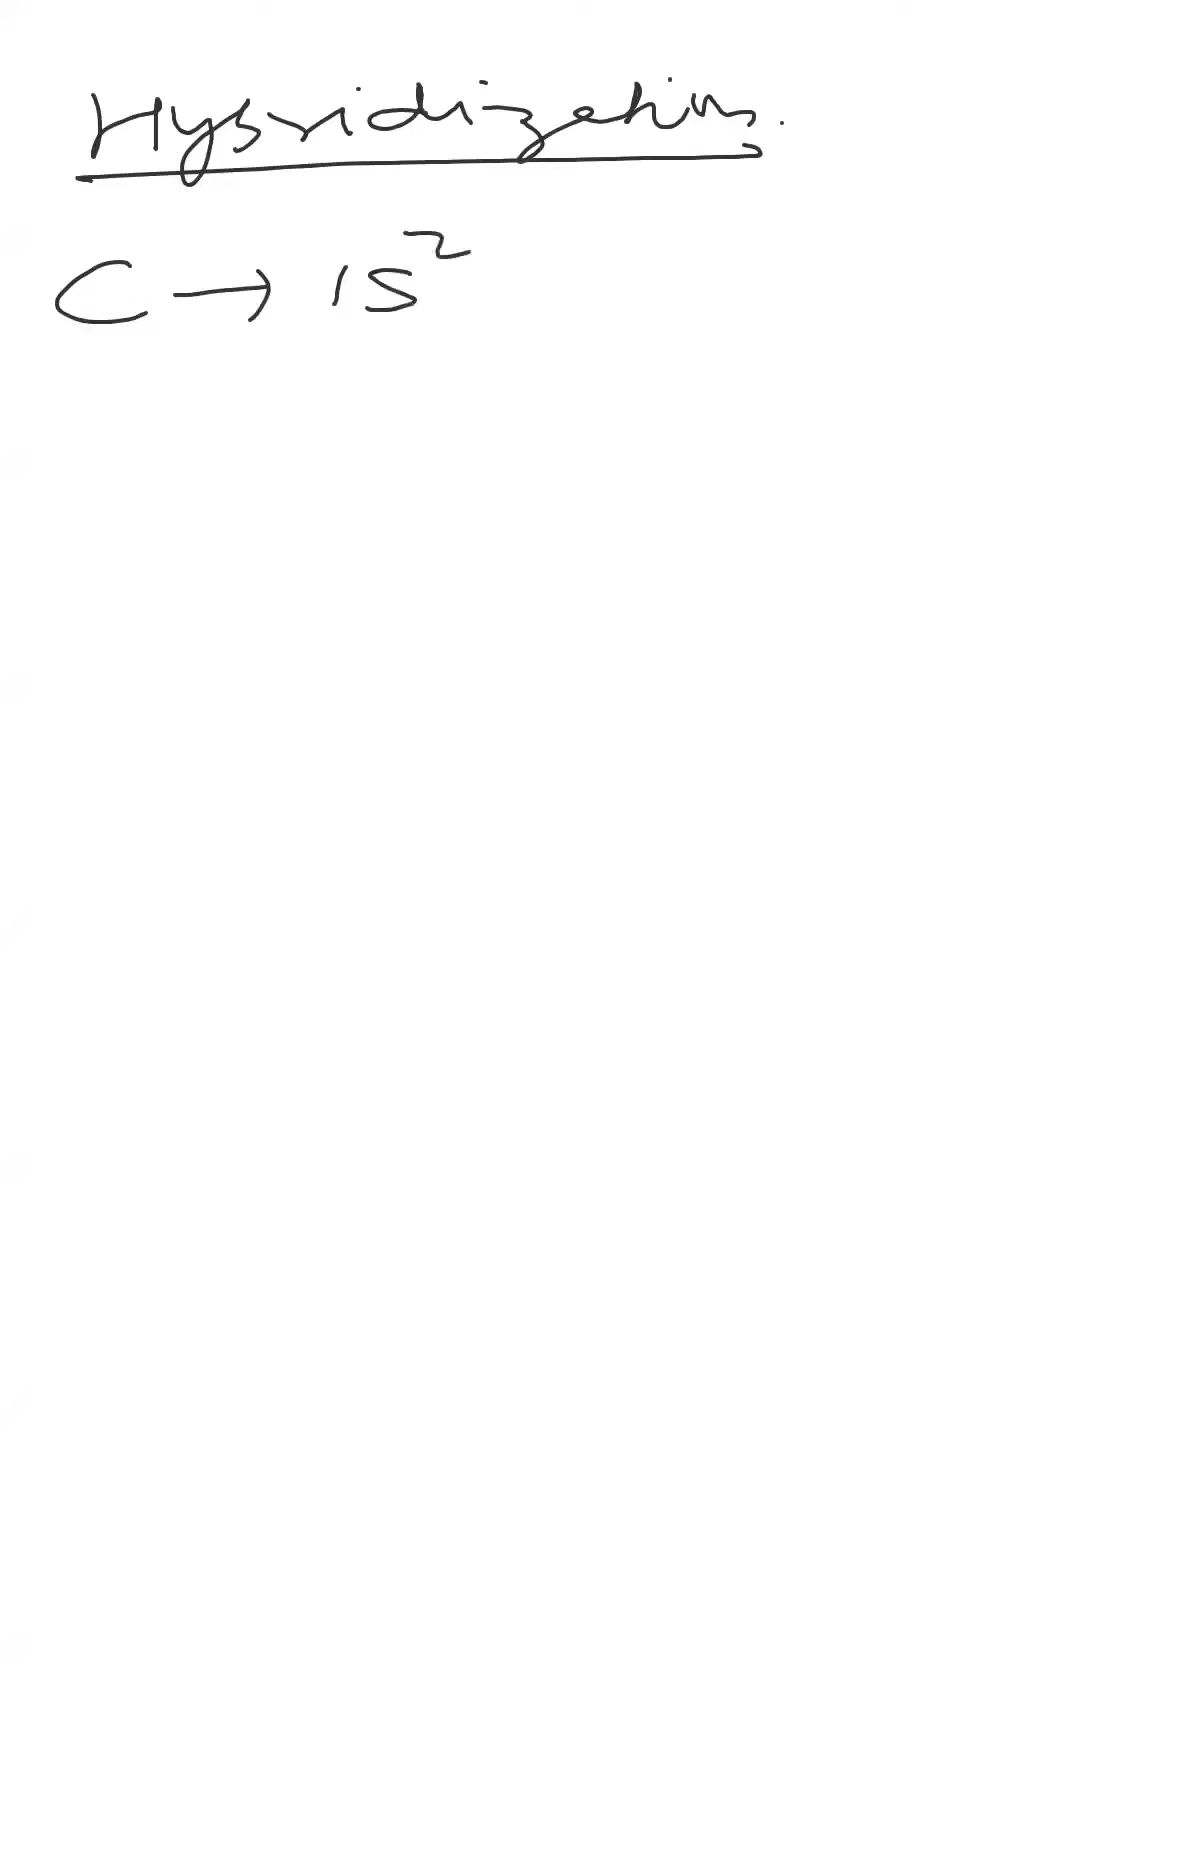 Hybridization.
C → 1S²